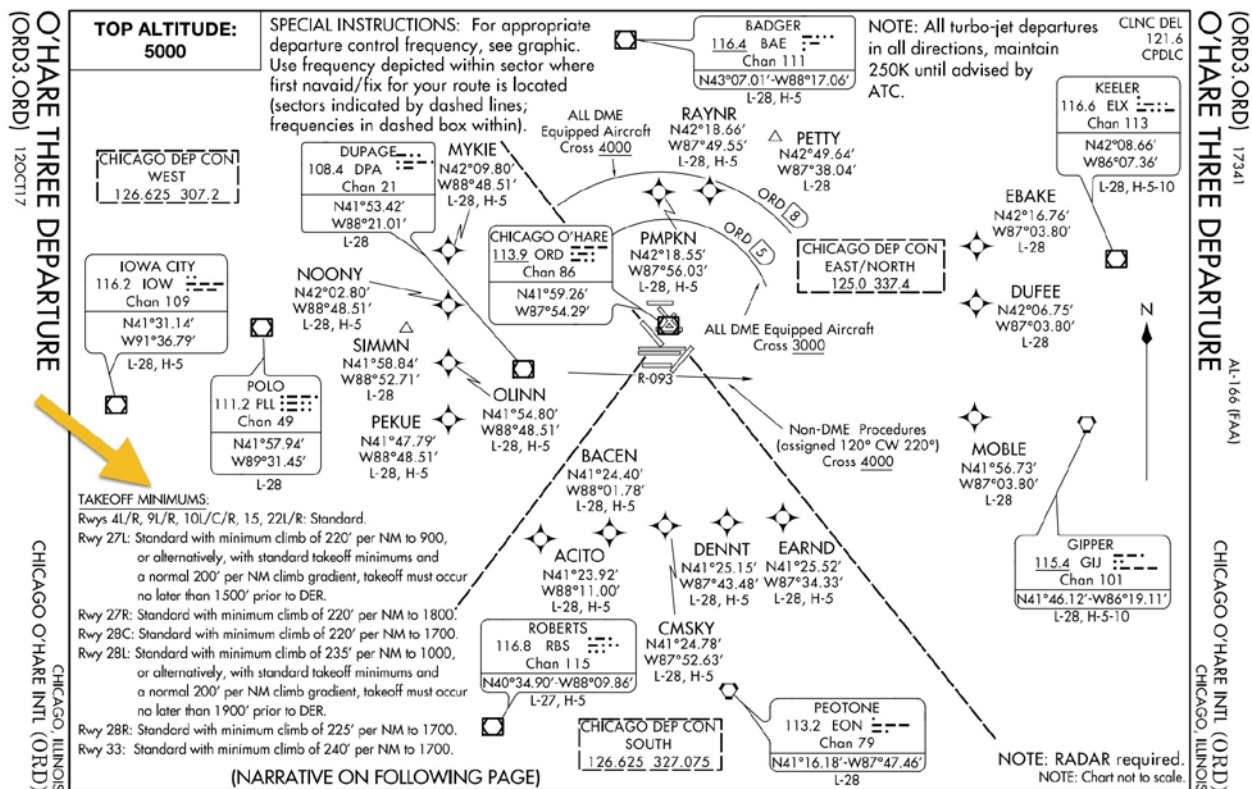 (ORD3.ORD) 12OCT17
O'HARE THREE DEPARTURE
CHICAGO O'HARE INTL (ORD)
CHICAGO, ILLINOIS
TOP ALTITUDE:
5000
SPECIAL INSTRUCTIONS: For appropriate
departure control frequency, see graphic.
Use frequency depicted within sector where
first navaid/fix for your route is located
(sectors indicated by dashed lines;
frequencies in dashed box within).
BADGER
116.4 BAE
Chan 111
N43°07.01'-W88°17.06'
L-28, H-5
NOTE: All turbo-jet departures
in all directions, maintain
250K until advised by
ATC.
CLNC DEL
121.6
CPDLC
KEELER
116.6 ELX
Chan 113
N42°08.66'
W86°07.36'
L-28, H-5-10
CHICAGO DEP CON
WEST
126.625 307.2
DUPAGE
108.4 DPA
Chan 21
N41°53.42'
W88°21.01'
L-28
MYKIE
N42°09.80'
W88°48.51'
L-28, H-5
ALL DME
Equipped Aircraft
Cross 4000
RAYNR
N42°18.66'
W87°49.55'
L-28, H-5
PETTY
N42°49.64'
W87°38.04'
L-28
ORD 8
ORD 5
EBAKE
N42°16.76'
W87°03.80'
L-28
CHICAGO O'HARE
113.9 ORD
Chan 86
N41°59.26'
W87°54.29'
PMPKN
N42°18.55'
W87°56.03'
L-28, H-5
CHICAGO DEP CON
EAST/NORTH
125.0 337.4
IOWA CITY
116.2 IOW
Chan 109
N41°31.14'
W91°36.79'
L-28, H-5
NOONY
N42°02.80'
W88°48.51'
L-28, H-5
DUFEE
N42°06.75'
W87°03.80'
L-28
N
SIMMN
N41°58.84'
W88°52.71'
L-28
ALL DME Equipped Aircraft
Cross 3000
R-093
POLO
111.2 PLL
Chan 49
N41°57.94'
W89°31.45'
L-28
PEKUE
N41°47.79'
W88°48.51'
L-28, H-5
OLINN
N41°54.80'
W88°48.51'
L-28, H-5
Non-DME Procedures
(assigned 120° CW 220°)
Cross 4000
MOBLE
N41°56.73'
W87°03.80'
L-28
BACEN
N41°24.40'
W88°01.78'
L-28, H-5
ACITO
N41°23.92'
W88°11.00'
L-28, H-5
DENNT
N41°25.15'
W87°43.48'
L-28, H-5
EARND
N41°25.52'
W87°34.33'
L-28, H-5
GIPPER
115.4 GIJ
Chan 101
N41°46.12'-W86°19.11'
L-28, H-5-10
TAKEOFF MINIMUMS:
Rwys 4L/R, 9L/R, 10L/C/R, 15, 22L/R: Standard.
Rwy 27L: Standard with minimum climb of 220' per NM to 900,
or alternatively, with standard takeoff minimums and
a normal 200' per NM climb gradient, takeoff must occur
no later than 1500' prior to DER.
Rwy 27R: Standard with minimum climb of 220' per NM to 1800.
Rwy 28C: Standard with minimum climb of 220' per NM to 1700.
Rwy 28L: Standard with minimum climb of 235' per NM to 1000,
or alternatively, with standard takeoff minimums and
a normal 200' per NM climb gradient, takeoff must occur
no later than 1900' prior to DER.
Rwy 28R: Standard with minimum climb of 225' per NM to 1700.
Rwy 33: Standard with minimum climb of 240' per NM to 1700.
ROBERTS
116.8 RBS
Chan 115
N40°34.90'-W88°09.86'
L-27, H-5
CMSKY
N41°24.78'
W87°52.63'
L-28, H-5
CHICAGO DEP CON
SOUTH
126.625 327.075
PEOTONE
113.2 EON
Chan 79
N41°16.18'-W87°47.46'
L-28
(NARRATIVE ON FOLLOWING PAGE)
NOTE: RADAR required.
NOTE: Chart not to scale.
(ORD3.ORD) 17341
O'HARE THREE DEPARTURE
AL-166 (FAA)
CHICAGO O'HARE INTL (ORD)
CHICAGO, ILLINOIS